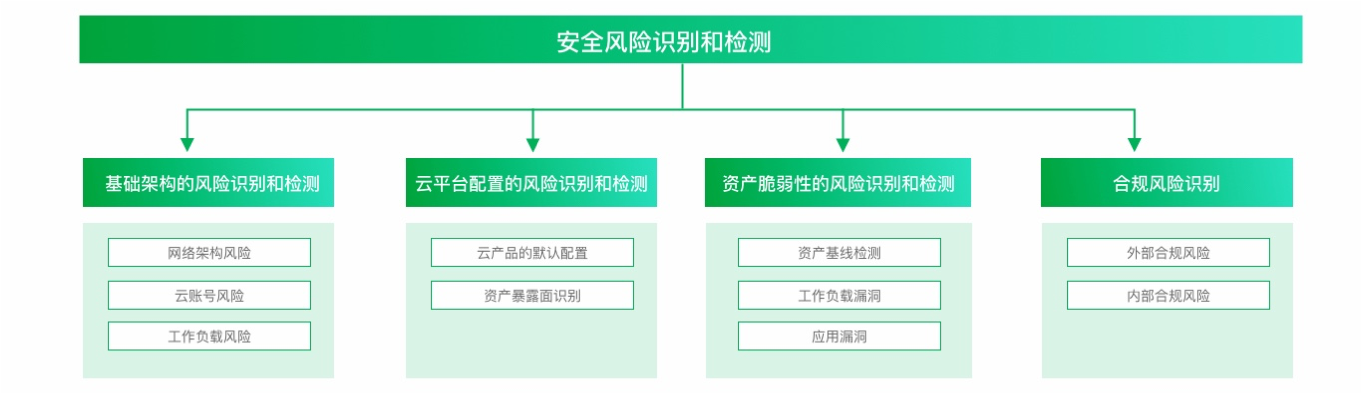 安全风险识别和检测
基础架构的风险识别和检测
网络架构风险
云账号风险
工作负载风险
云平台配置的风险识别和检测
云产品的默认配置
资产暴露面识别
资产脆弱性的风险识别和检测
资产基线检测
工作负载漏洞
应用漏洞
合规风险识别
外部合规风险
内部合规风险